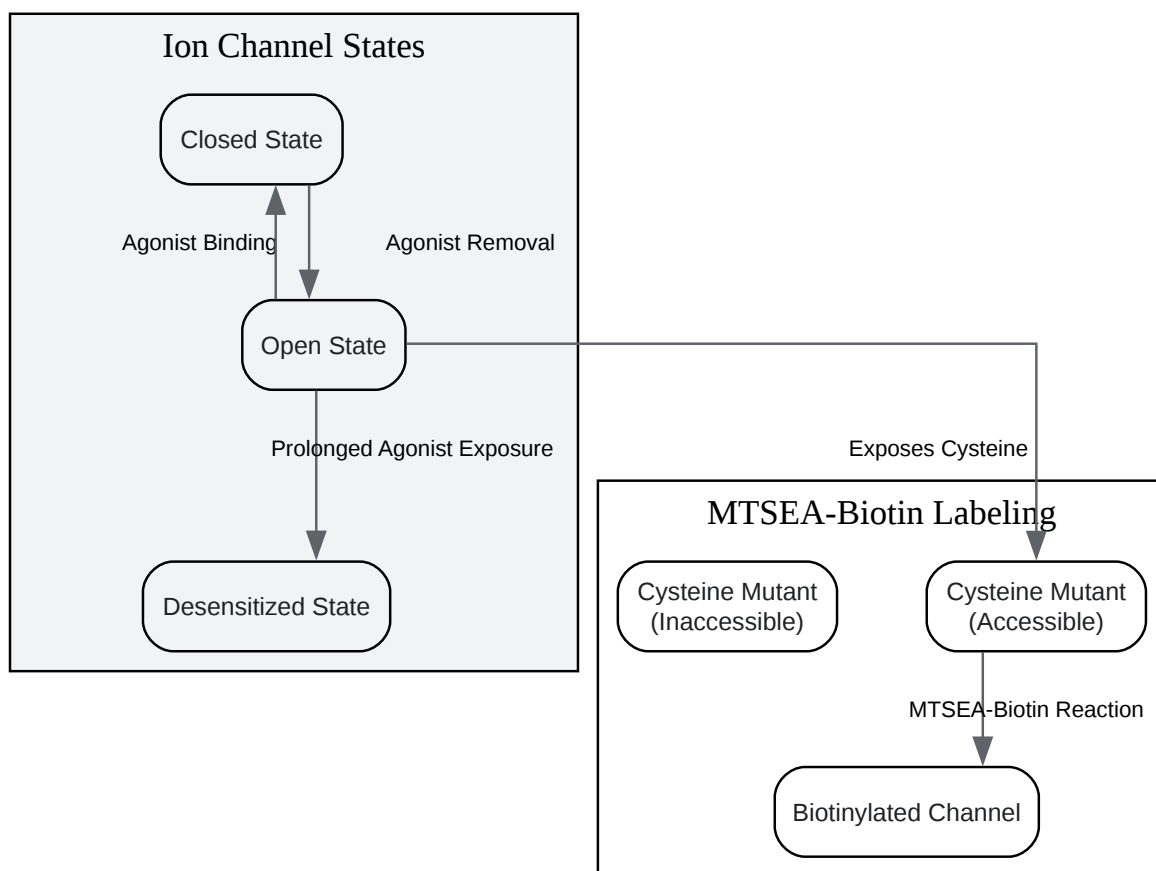 Ion Channel States
Closed State
Agonist Binding
Agonist Removal
Open State
Prolonged Agonist Exposure
Desensitized State
Exposes Cysteine
MTSEA-Biotin Labeling
Cysteine Mutant
(Inaccessible)
Cysteine Mutant
(Accessible)
MTSEA-Biotin Reaction
Biotinylated Channel